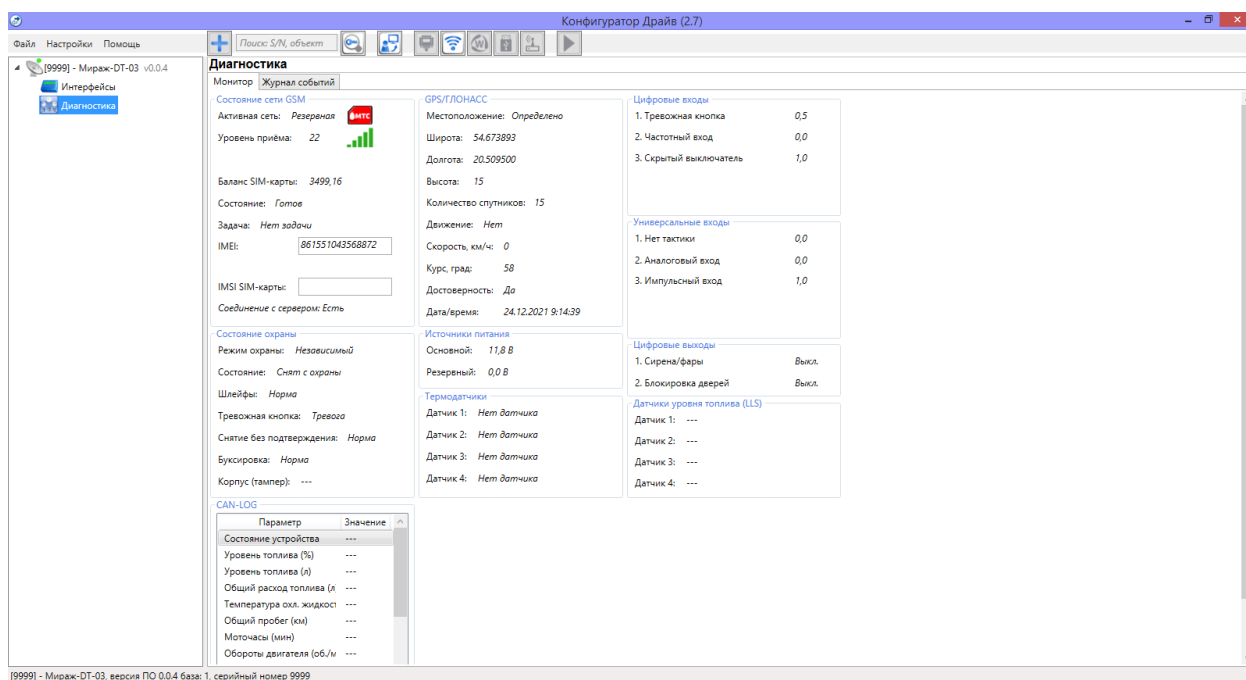 Конфигуратор Драйв (2.7)
Файл Настройки Помощь
Поиск: S/N, объект
[9999] - Мираж-DT-03 v0.0.4
Интерфейсы
Диагностика
Диагностика
Монитор Журнал событий
Состояние сети GSM
Активная сеть: Резервная МТС
Уровень приёма: 22
Баланс SIM-карты: 3499,16
Состояние: Готов
Задача: Нет задачи
IMEI: 861551043568872
IMSI SIM-карты:
Соединение с сервером: Есть
GPS/ГЛОНАСС
Местоположение: Определено
Широта: 54.673893
Долгота: 20.509500
Высота: 15
Количество спутников: 15
Движение: Нет
Скорость, км/ч: 0
Курс, град: 58
Достоверность: Да
Дата/время: 24.12.2021 9:14:39
Цифровые входы
1. Тревожная кнопка 0,5
2. Частотный вход 0,0
3. Скрытый выключатель 1,0
Универсальные входы
1. Нет тактики 0,0
2. Аналоговый вход 0,0
3. Импульсный вход 1,0
Состояние охраны
Режим охраны: Независимый
Состояние: Снят с охраны
Шлейфы: Норма
Тревожная кнопка: Тревога
Снятие без подтверждения: Норма
Буксировка: Норма
Корпус (тампер): ---
Источники питания
Основной: 11,8 В
Резервный: 0,0 В
Термодатчики
Датчик 1: Нет датчика
Датчик 2: Нет датчика
Датчик 3: Нет датчика
Датчик 4: Нет датчика
Цифровые выходы
1. Сирена/фары Выкл.
2. Блокировка дверей Выкл.
Датчики уровня топлива (LLS)
Датчик 1: ---
Датчик 2: ---
Датчик 3: ---
Датчик 4: ---
CAN-LOG
Параметр Значение
Состояние устройства ---
Уровень топлива (%) ---
Уровень топлива (л) ---
Общий расход топлива (л ---
Температура охл. жидкост ---
Общий пробег (км) ---
Моточасы (мин) ---
Обороты двигателя (об./м ---
[9999] - Мираж-DT-03, версия ПО 0.0.4 база: 1, серийный номер 9999